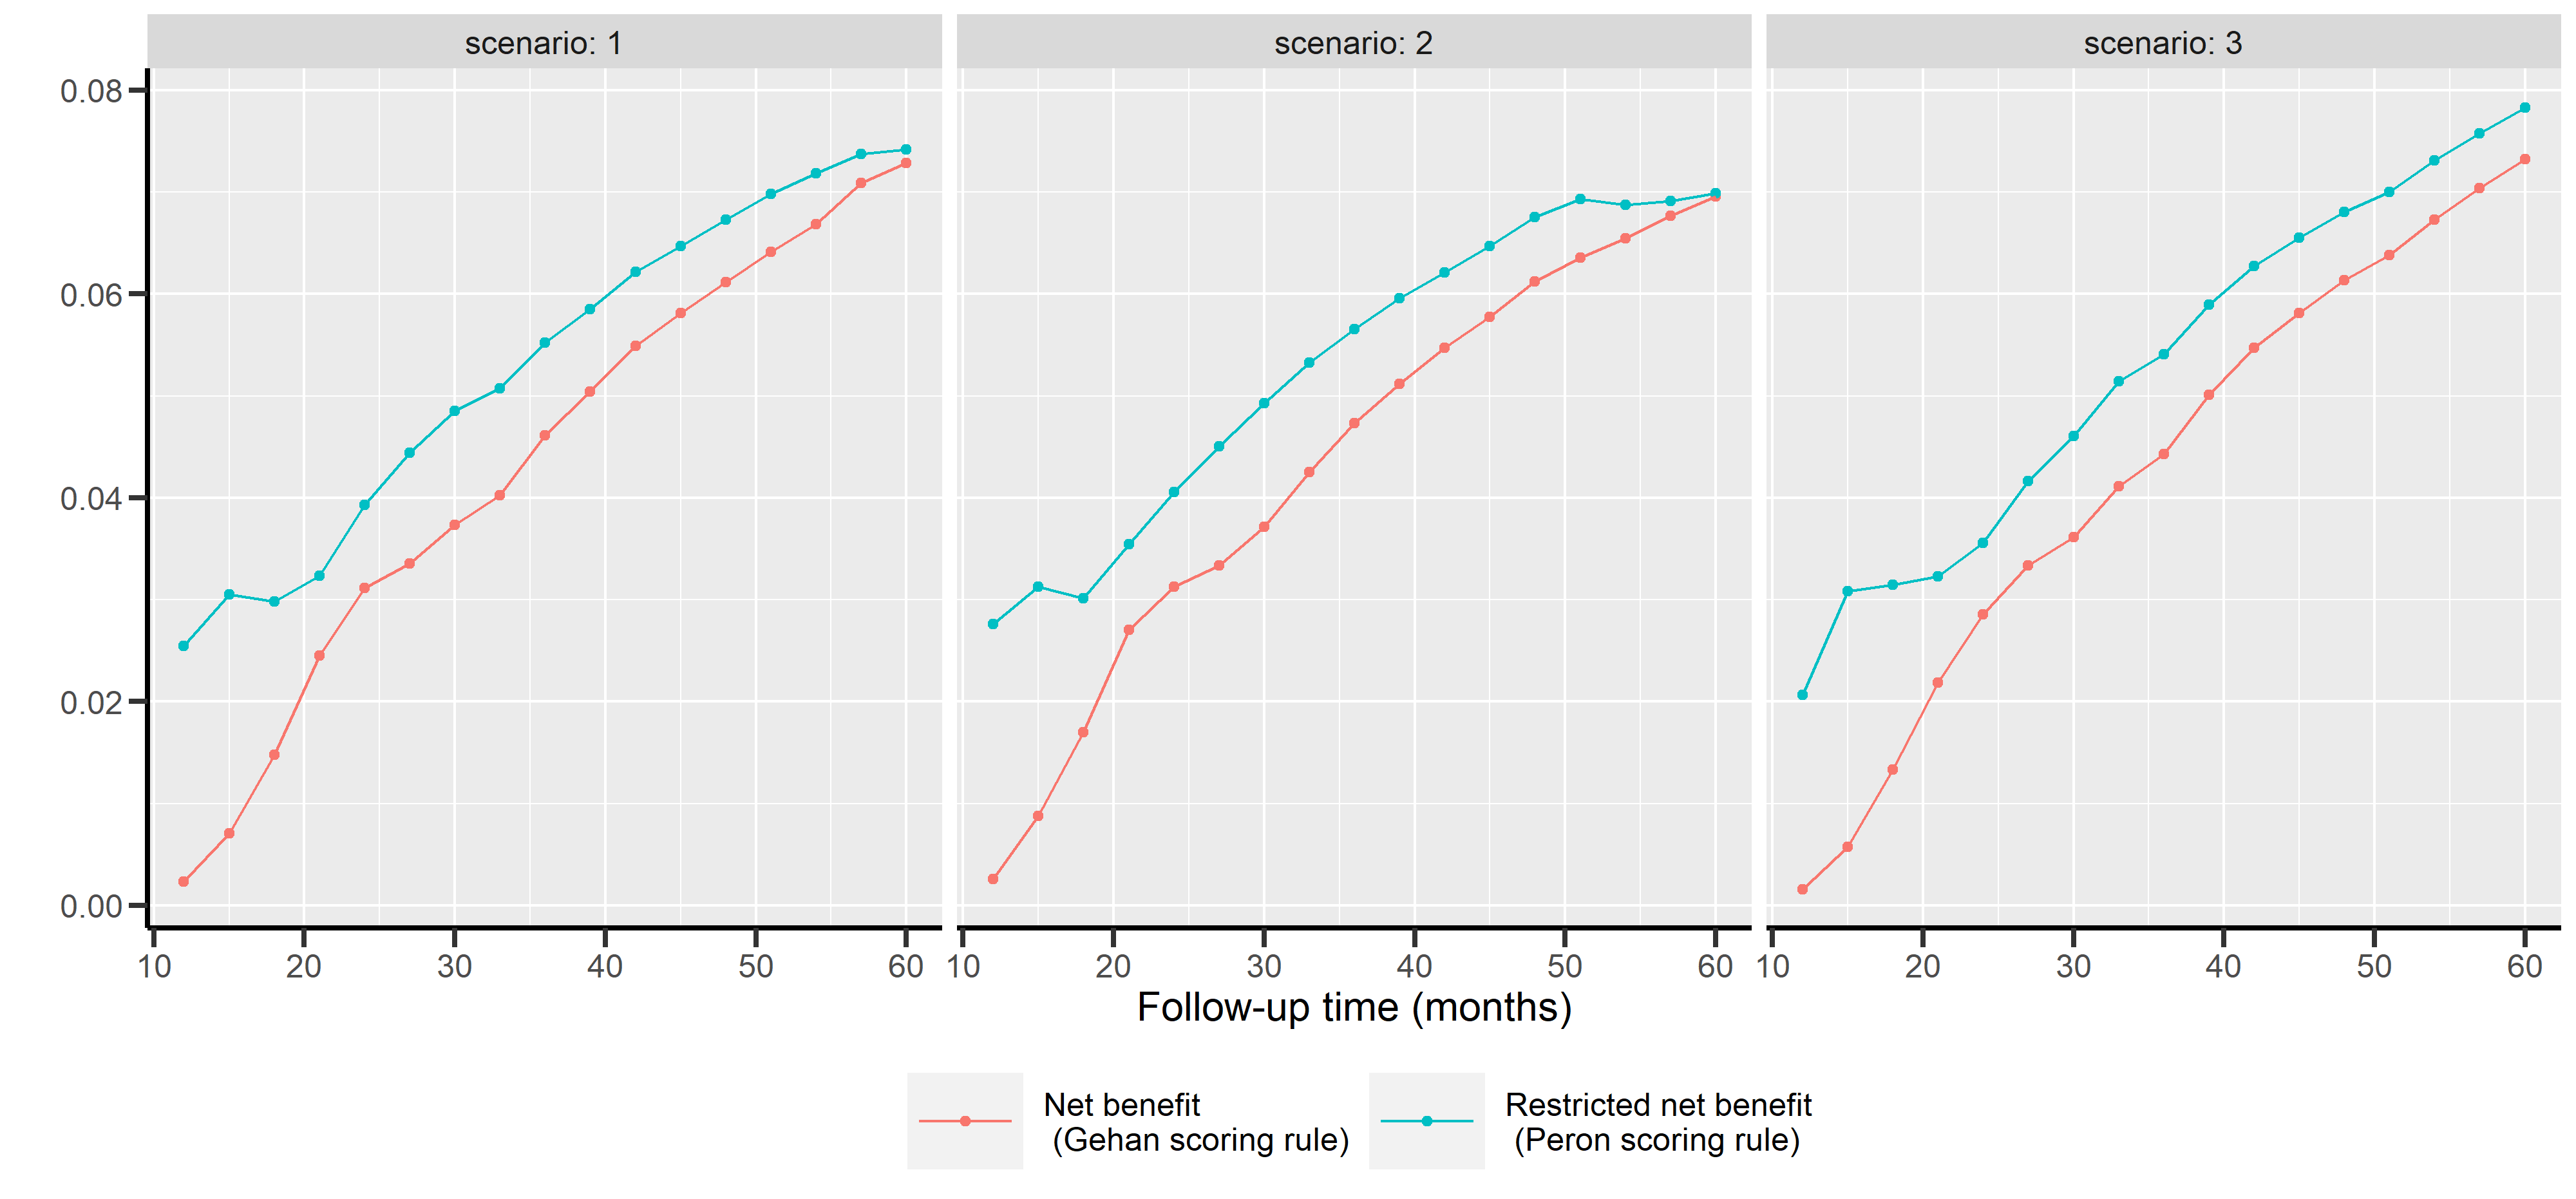 scenario: 1 scenario: 2 scenario: 3
0.08
0.06
0.04
0.02
0.00
10 20 30 40 50 60 10 20 30 40 50 60 10 20 30 40 50 60
Follow-up time (months)
Net benefit
(Gehan scoring rule)
Restricted net benefit
(Peron scoring rule)